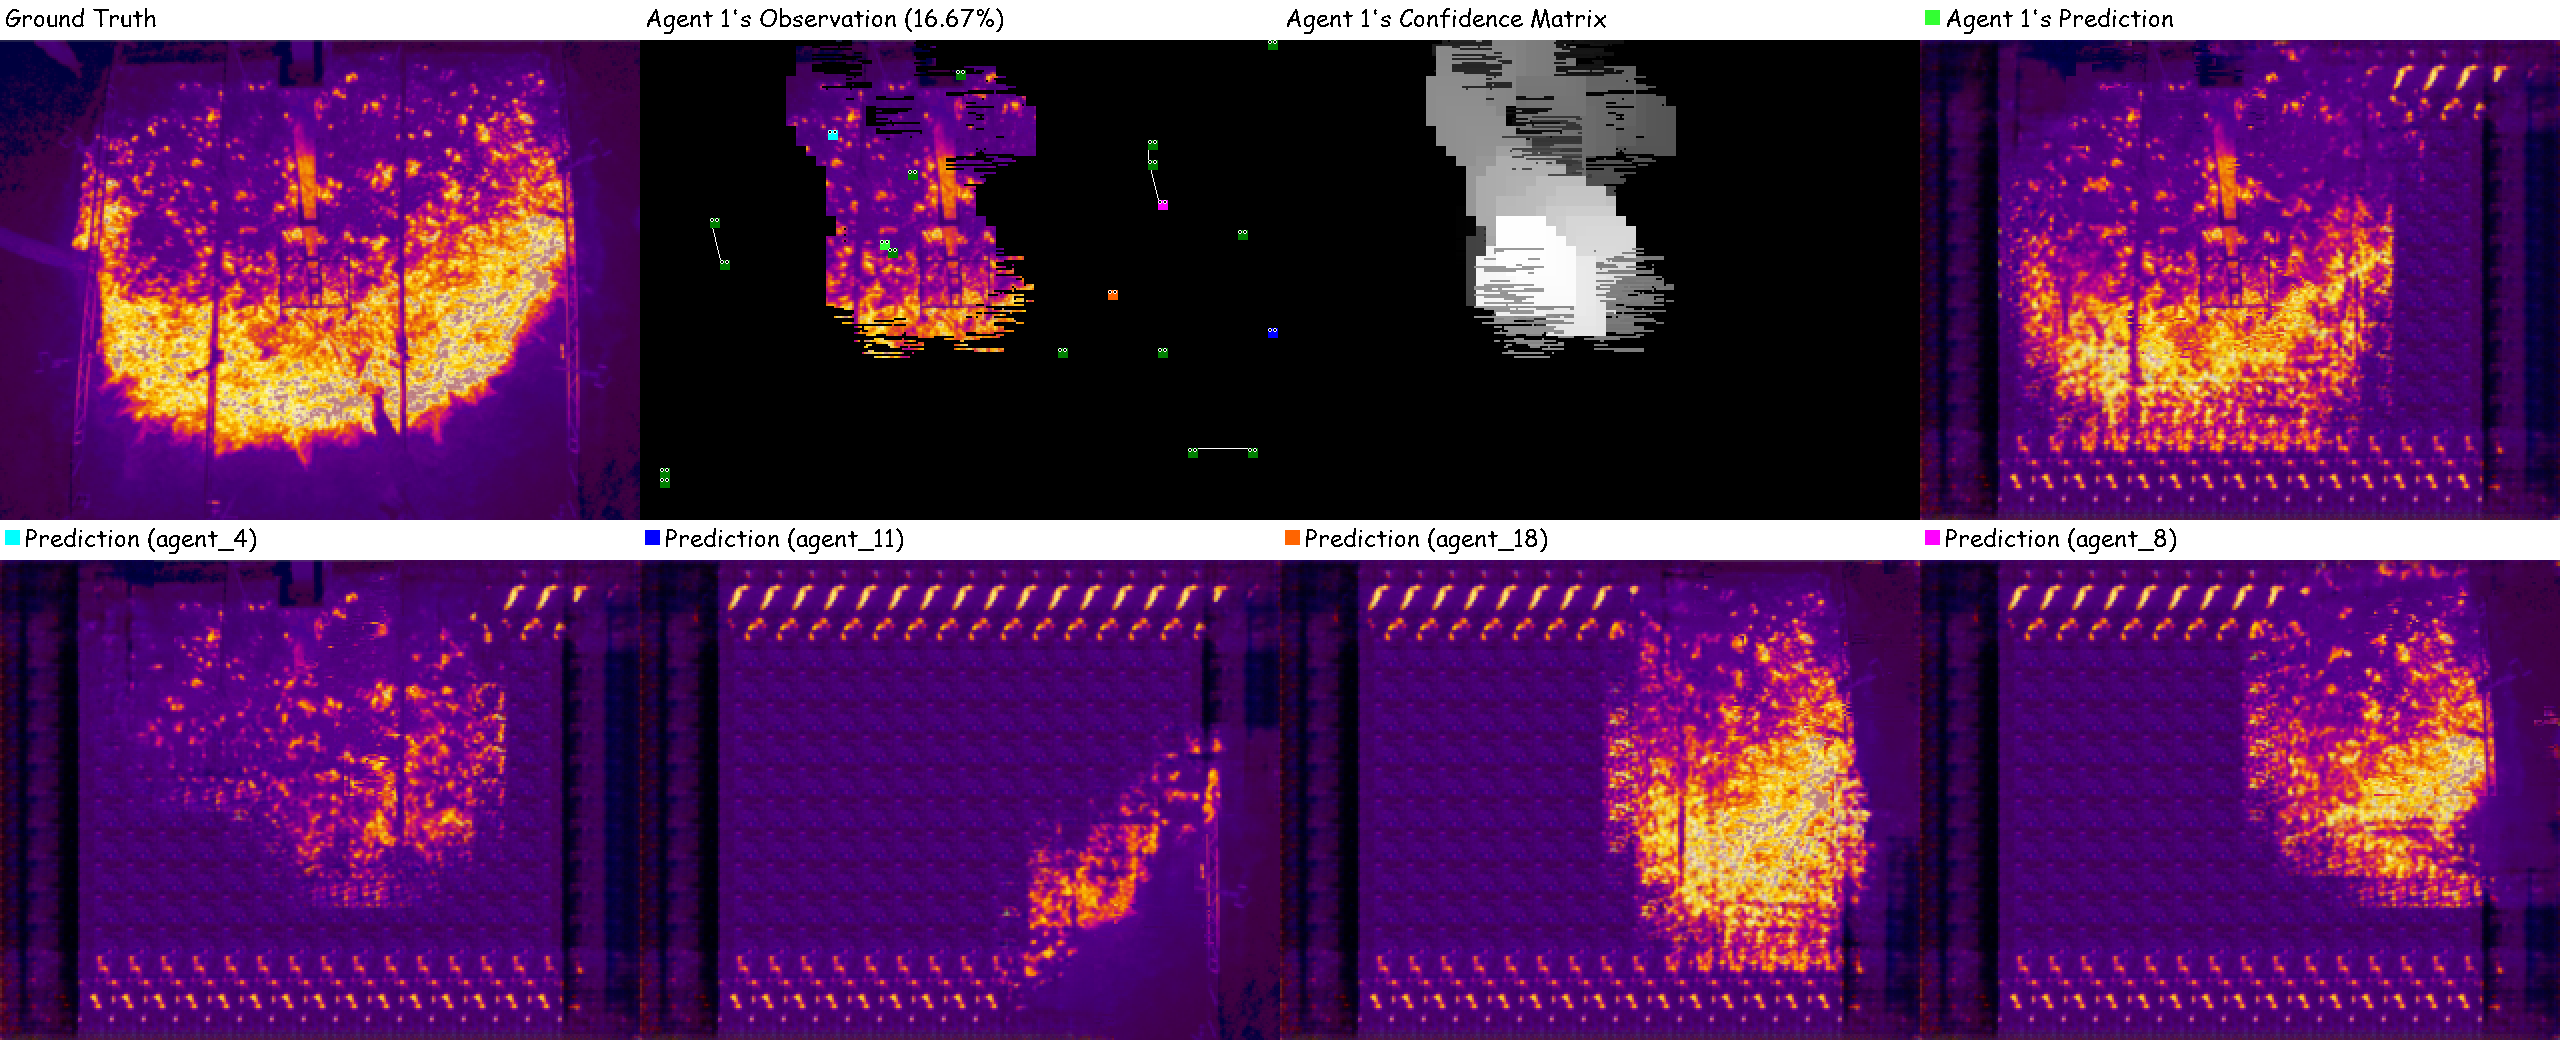 Ground Truth
Agent 1's Observation (16.67%)
Agent 1's Confidence Matrix
Agent 1's Prediction
Prediction (agent_4)
Prediction (agent_11)
Prediction (agent_18)
Prediction (agent_8)